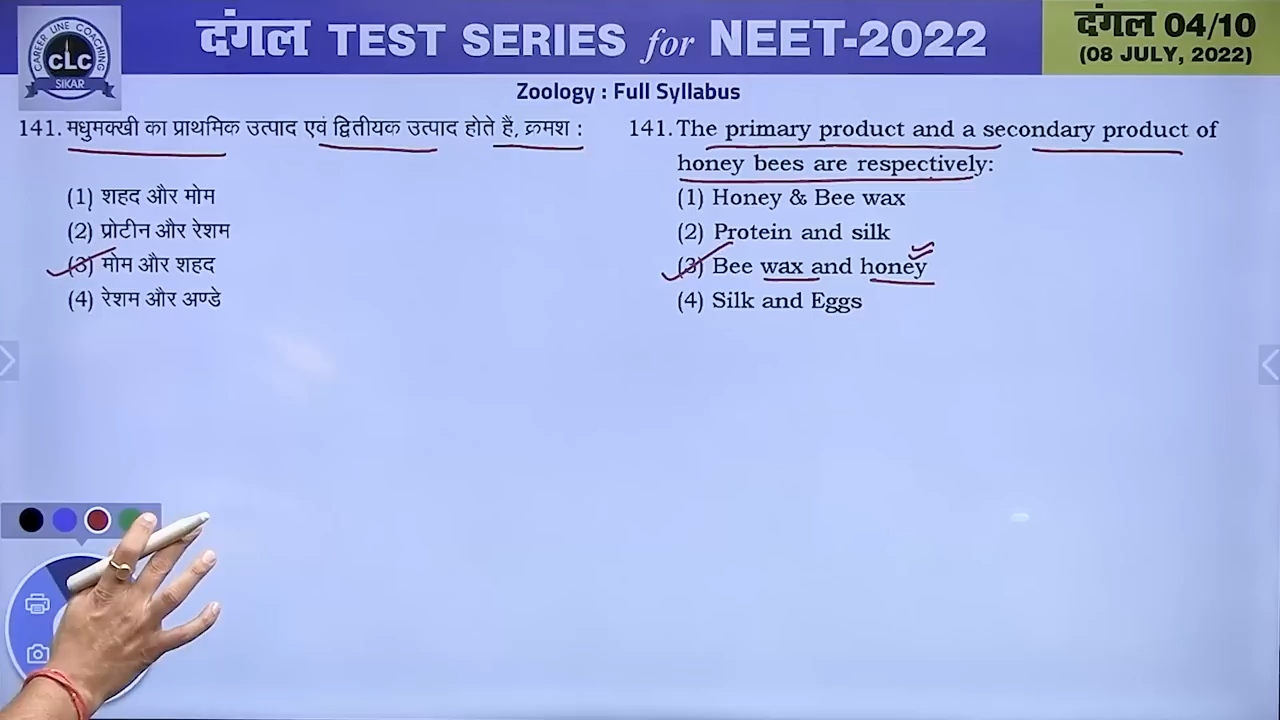 CAREER LINE COACHING
CLC
SIKAR
दंगल TEST SERIES for NEET-2022
दंगल 04/10
(08 JULY, 2022)
Zoology : Full Syllabus
141. मधुमक्खी का प्राथमिक उत्पाद एवं द्वितीयक उत्पाद होते हैं, क्रमश :
(1) शहद और मोम
(2) प्रोटीन और रेशम
(3) मोम और शहद
(4) रेशम और अण्डे
141. The primary product and a secondary product of
honey bees are respectively:
(1) Honey & Bee wax
(2) Protein and silk
(3) Bee wax and honey
(4) Silk and Eggs